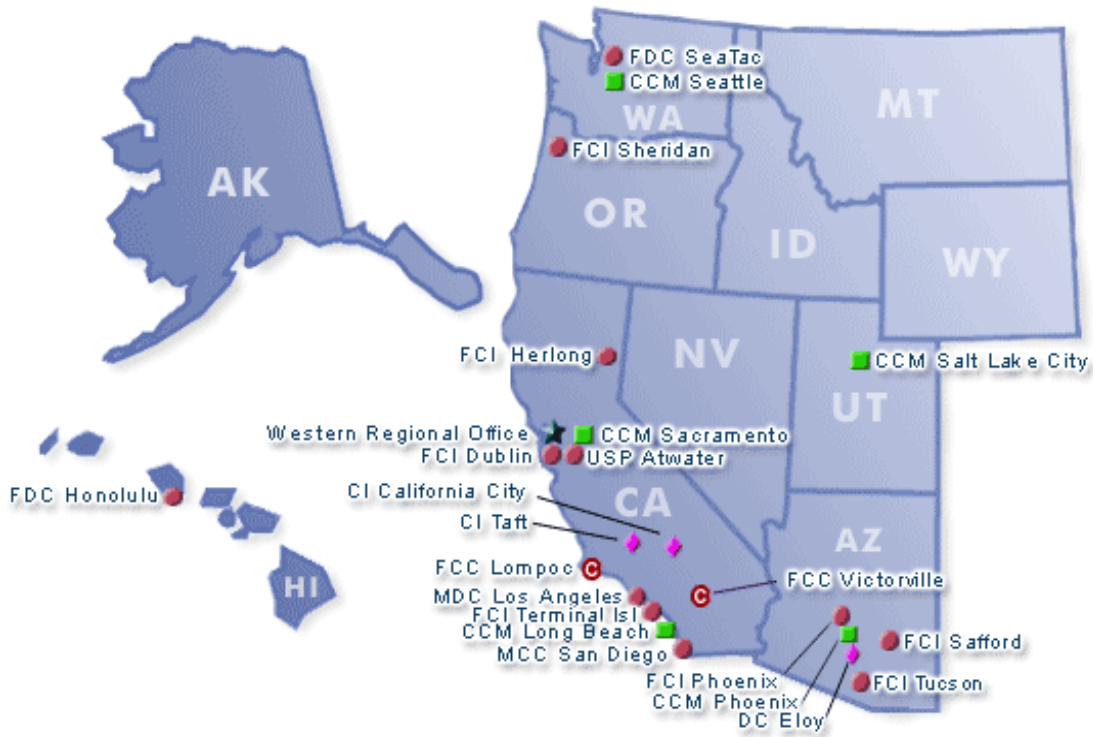 FDC SeaTac
CCM Seattle
WA
MT
FCI Sheridan
AK
OR
ID
WY
FCI Herlong
NV
CCM Salt Lake City
UT
Western Regional Office
CCM Sacramento
FCI Dublin
USP Atwater
CI California City
FDC Honolulu
CA
CI Taft
AZ
FCC Lompoc
C
FCC Victorville
HI
MDC Los Angeles
C
FCI Terminal Isl
CCM Long Beach
FCI Safford
MCC San Diego
FCI Phoenix
FCI Tucson
CCM Phoenix
DC Eloy